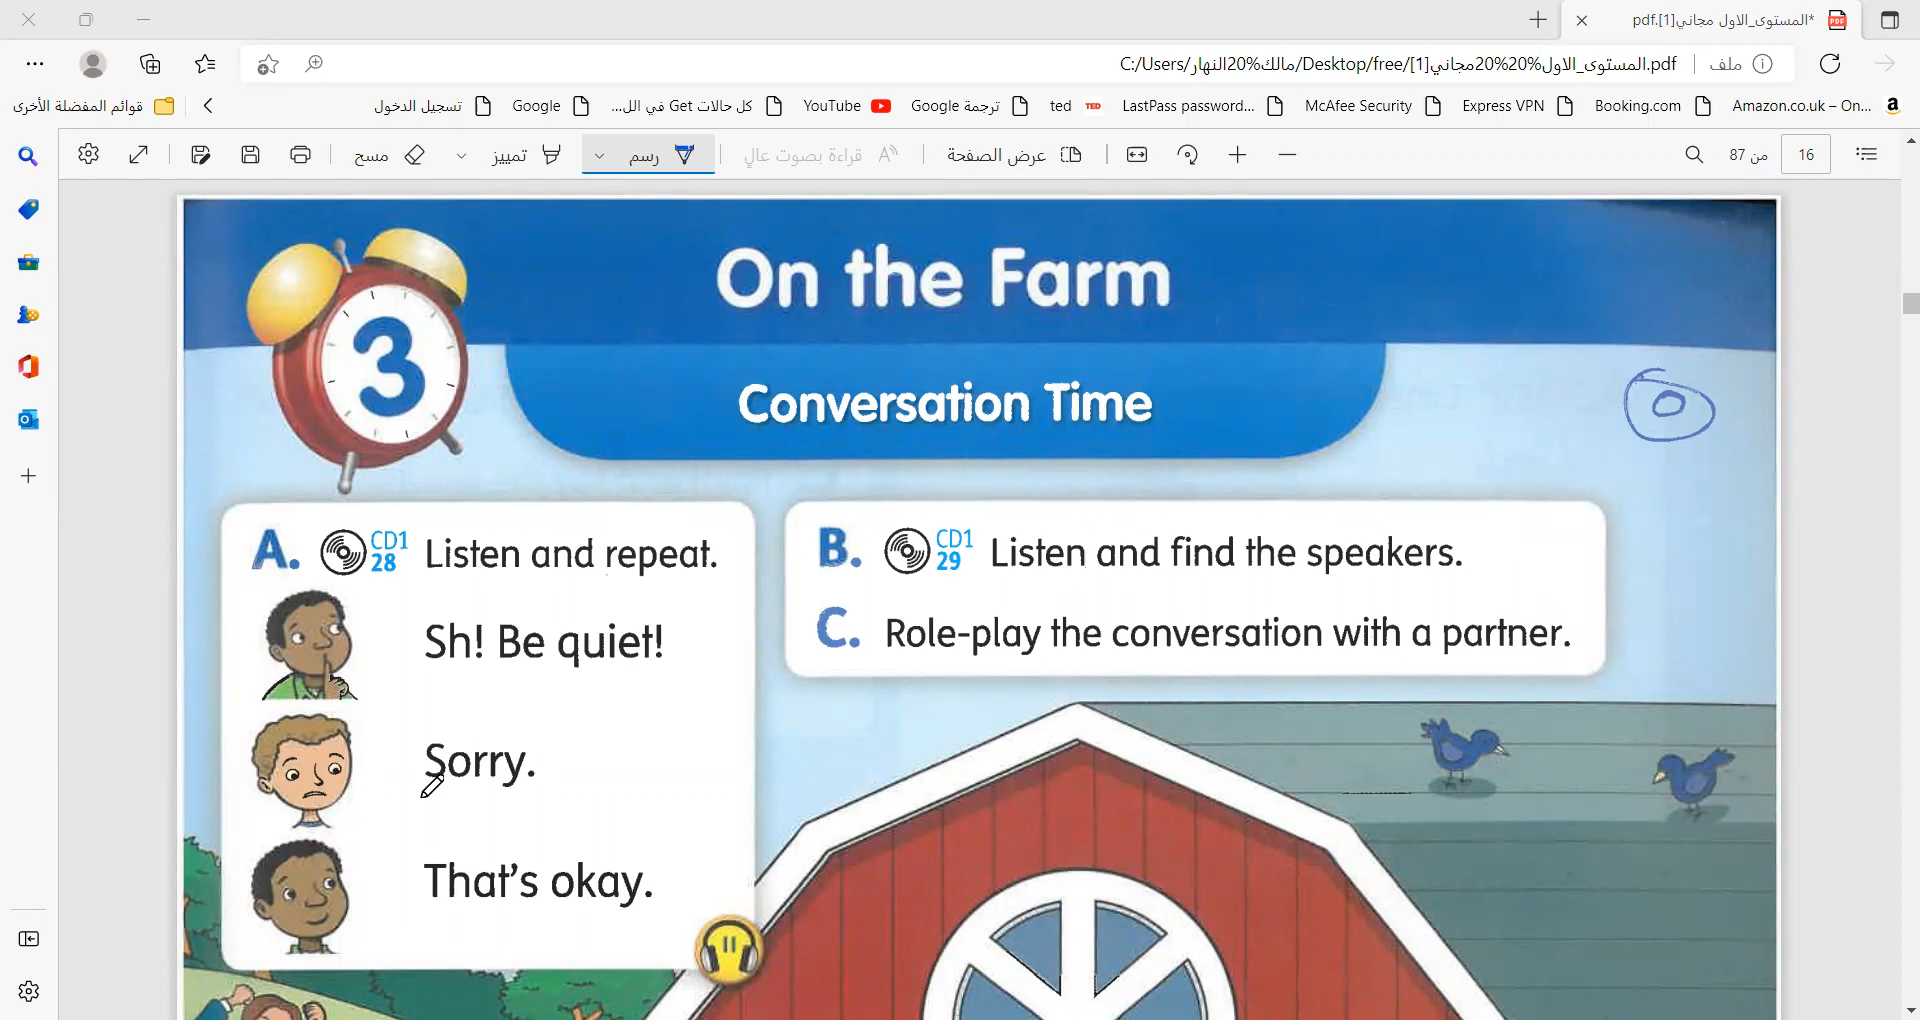 المستوى_الاول مجاني[1].pdf*
ملف
C:/Users/مالك%20النهار/Desktop/free/المستوى_الاول%20%20مجاني[1].pdf
Amazon.co.uk – On...
Booking.com
Express VPN
McAfee Security
LastPass password...
TED
ted
ترجمة Google
YouTube
كل حالات Get في الل...
Google
تسجيل الدخول
قوائم المفضلة الأخرى
16
من 87
عرض الصفحة
قراءة بصوت عالٍ
رسم
تمييز
مسح
On the Farm
3
Conversation Time
A. CD1 28 Listen and repeat.
Sh! Be quiet!
Sorry.
That's okay.
B. CD1 29 Listen and find the speakers.
C. Role-play the conversation with a partner.